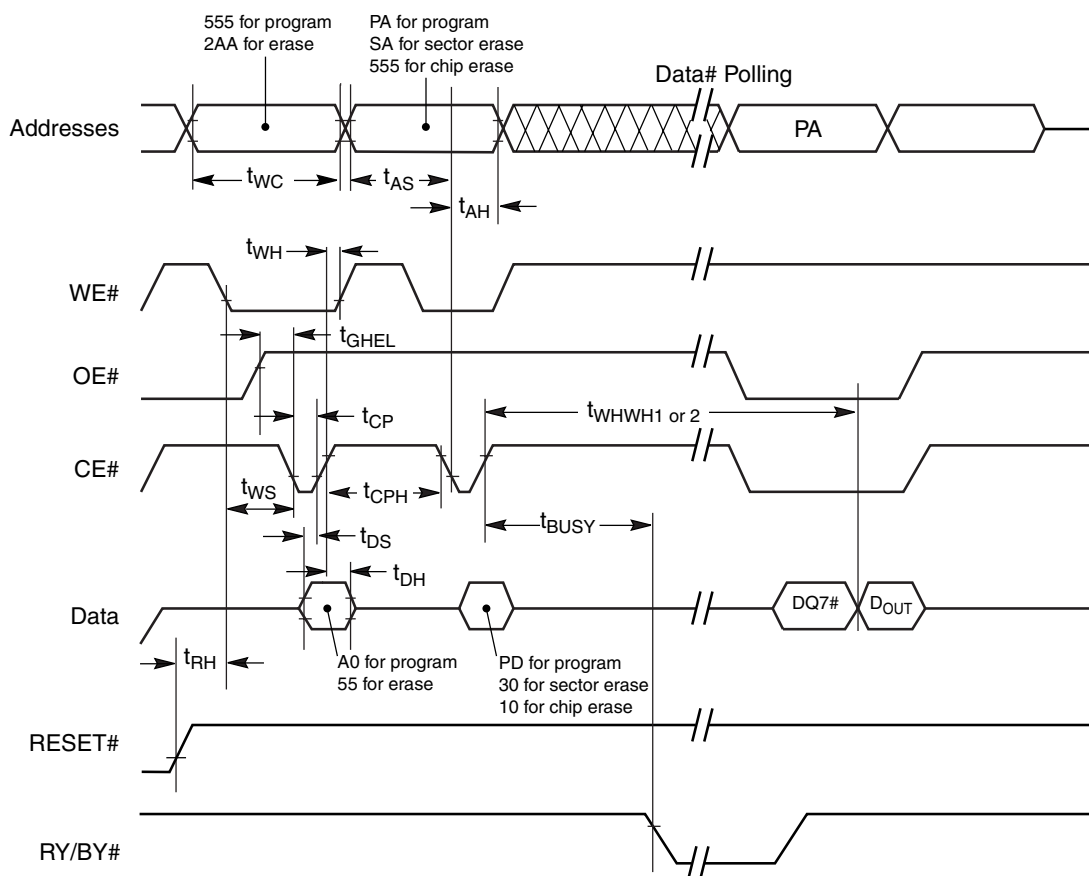 555 for program
2AA for erase
PA for program
SA for sector erase
555 for chip erase
Data# Polling
Addresses
PA
tWC
tAS
tAH
tWH
WE#
tGHEL
OE#
tWHWH1 or 2
tCP
CE#
tWS
tCPH
tBUSY
tDS
tDH
Data
DQ7#
DOUT
tRH
A0 for program
55 for erase
PD for program
30 for sector erase
10 for chip erase
RESET#
RY/BY#